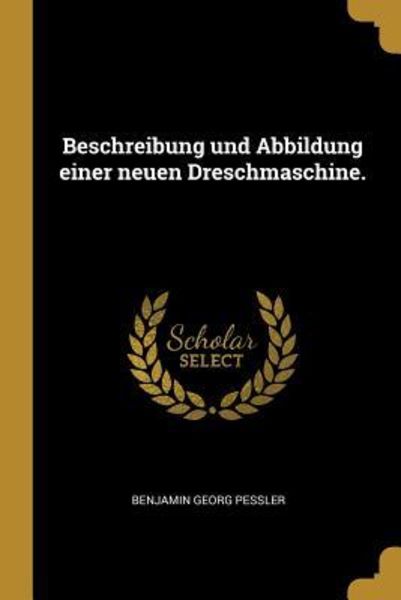 Beschreibung und Abbildung
einer neuen Dreschmaschine.
Scholar
SELECT
BENJAMIN GEORG PESSLER